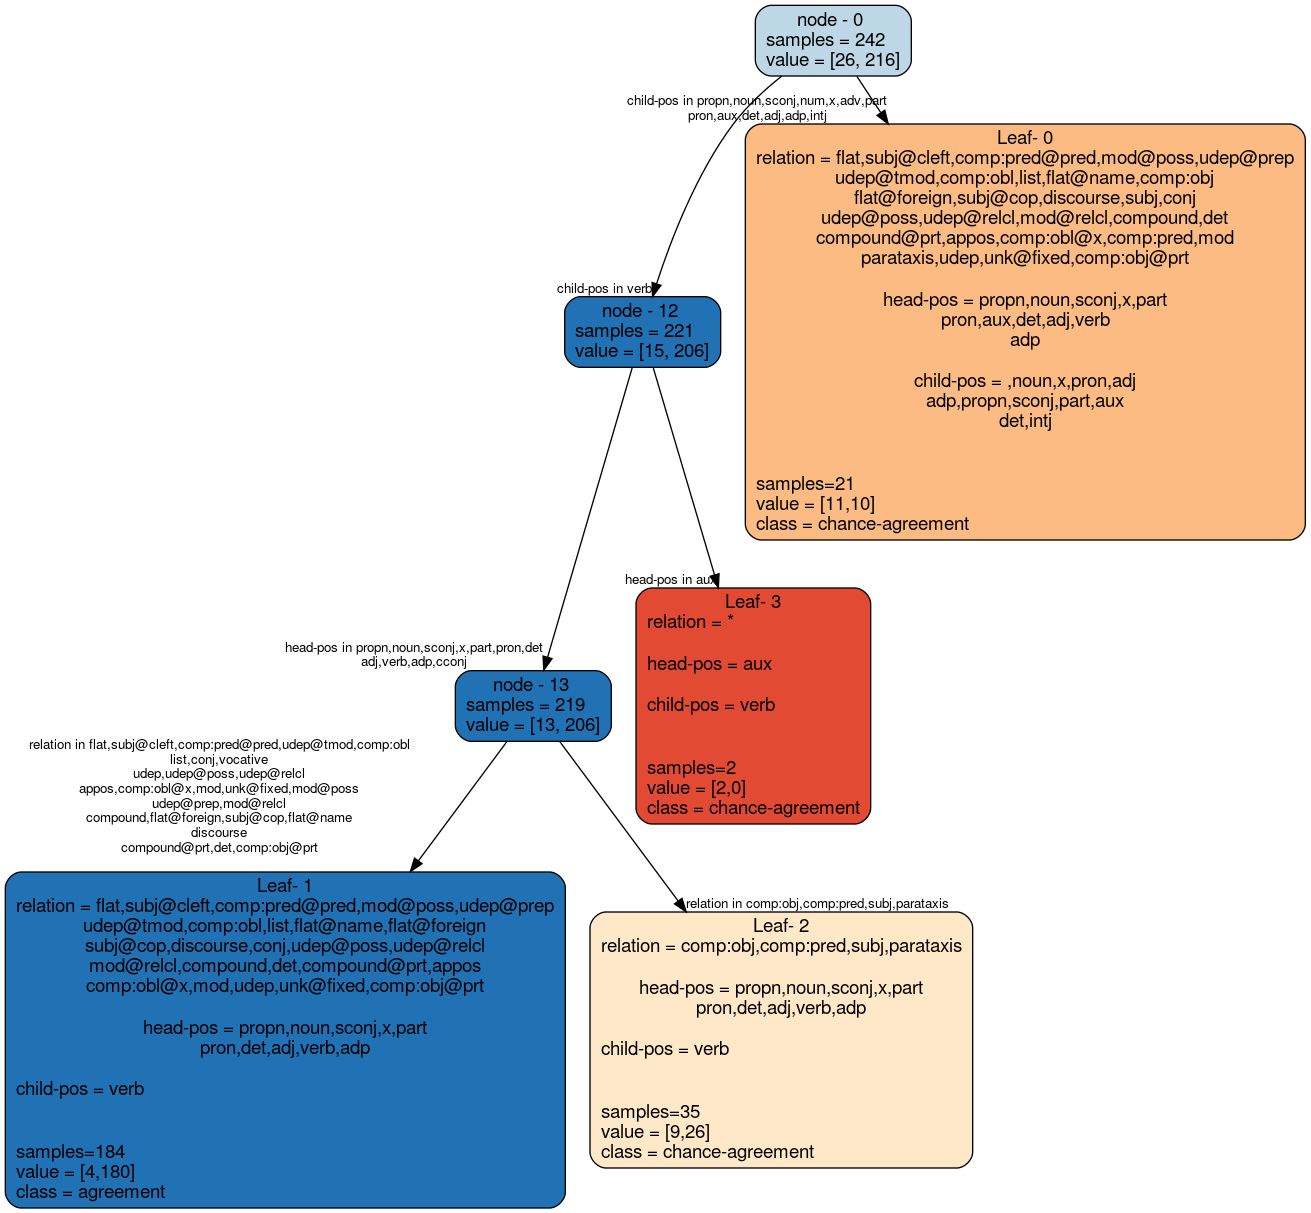 node - 0
samples = 242
value = [26, 216]
child-pos in propn,noun,sconj,num,x,adv,part
pron,aux,det,adj,adp,intj
Leaf- 0
relation = flat,subj@cleft,comp:pred@pred,mod@poss,udep@prep
udep@tmod,comp:obl,list,flat@name,comp:obj
flat@foreign,subj@cop,discourse,subj,conj
udep@poss,udep@relcl,mod@relcl,compound,det
compound@prt,appos,comp:obl@x,comp:pred,mod
parataxis,udep,unk@fixed,comp:obj@prt
head-pos = propn,noun,sconj,x,part
pron,aux,det,adj,verb
adp
child-pos = ,noun,x,pron,adj
adp,propn,sconj,part,aux
det,intj
samples=21
value = [11,10]
class = chance-agreement
child-pos in verb
node - 12
samples = 221
value = [15, 206]
head-pos in aux
Leaf- 3
relation = *
head-pos = aux
child-pos = verb
samples=2
value = [2,0]
class = chance-agreement
head-pos in propn,noun,sconj,x,part,pron,det
adj,verb,adp,cconj
node - 13
samples = 219
value = [13, 206]
relation in flat,subj@cleft,comp:pred@pred,udep@tmod,comp:obl
list,conj,vocative
udep,udep@poss,udep@relcl
appos,comp:obl@x,mod,unk@fixed,mod@poss
udep@prep,mod@relcl
compound,flat@foreign,subj@cop,flat@name
discourse
compound@prt,det,comp:obj@prt
Leaf- 1
relation = flat,subj@cleft,comp:pred@pred,mod@poss,udep@prep
udep@tmod,comp:obl,list,flat@name,flat@foreign
subj@cop,discourse,conj,udep@poss,udep@relcl
mod@relcl,compound,det,compound@prt,appos
comp:obl@x,mod,udep,unk@fixed,comp:obj@prt
head-pos = propn,noun,sconj,x,part
pron,det,adj,verb,adp
child-pos = verb
samples=184
value = [4,180]
class = agreement
relation in comp:obj,comp:pred,subj,parataxis
Leaf- 2
relation = comp:obj,comp:pred,subj,parataxis
head-pos = propn,noun,sconj,x,part
pron,det,adj,verb,adp
child-pos = verb
samples=35
value = [9,26]
class = chance-agreement